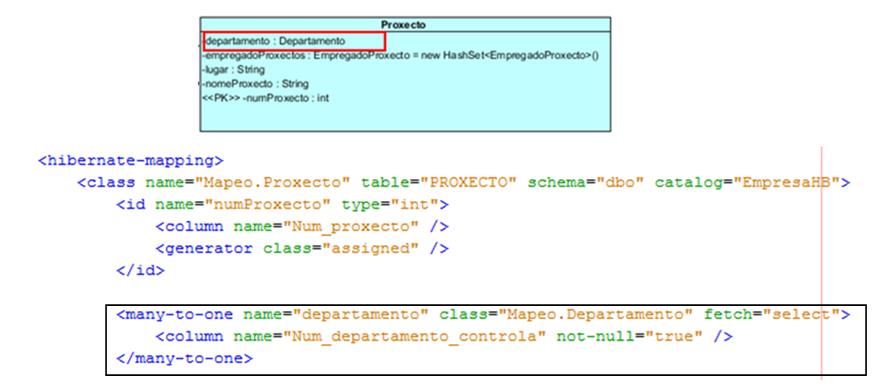 Proxecto
-departamento : Departamento
-empregadoProxectos : EmpregadoProxecto = new HashSet<EmpregadoProxecto>()
-lugar : String
-nomeProxecto : String
<<PK>> -numProxecto : int
<hibernate-mapping>
<class name="Mapeo.Proxecto" table="PROXECTO" schema="dbo" catalog="EmpresaHB">
<id name="numProxecto" type="int">
<column name="Num_proxecto" />
<generator class="assigned" />
</id>
<many-to-one name="departamento" class="Mapeo.Departamento" fetch="select">
<column name="Num_departamento_controla" not-null="true" />
</many-to-one>